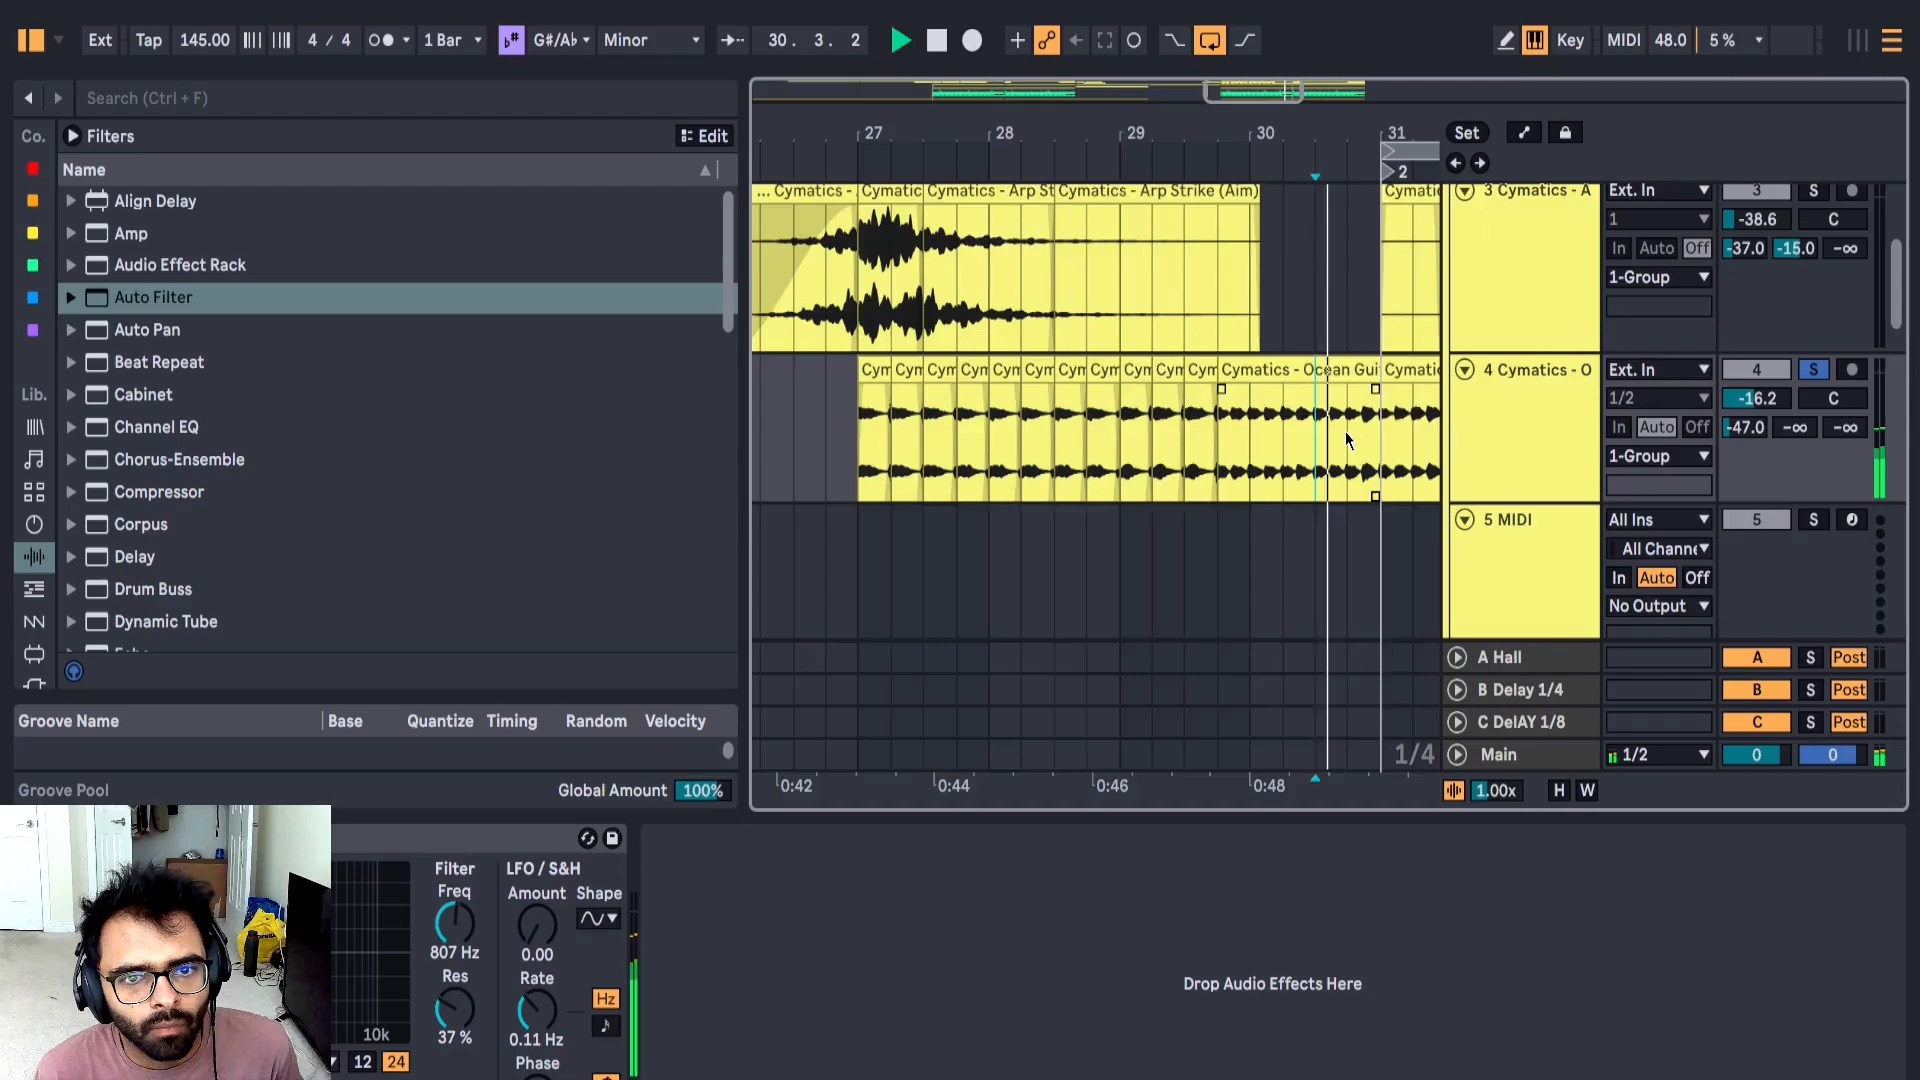 Ext Tap 145.00 4 / 4 1 Bar G#/Ab Minor 30. 3. 2 Key MIDI 48.0 5 %
Search (Ctrl + F)
Co. Filters Edit
Name
Align Delay
Amp
Audio Effect Rack
Auto Filter
Auto Pan
Beat Repeat
Lib. Cabinet
Channel EQ
Chorus-Ensemble
Compressor
Corpus
Delay
Drum Buss
Dynamic Tube
Groove Name Base Quantize Timing Random Velocity
Groove Pool Global Amount 100%
27 28 29 30 31 Set
2
... Cymatics - Cymatic Cymatics - Arp St Cymatics - Arp Strike (Aim) Cymatic 3 Cymatics - A Ext. In 3 S
1 -38.6 C
In Auto Off -37.0 -15.0 -∞
1-Group
Cym Cym Cym Cym Cym Cym Cym Cym Cym Cym Cym Cymatics - Ocean Gui Cymatic 4 Cymatics - O Ext. In 4 S
1/2 -16.2 C
In Auto Off -47.0 -∞ -∞
1-Group
5 MIDI All Ins 5 S
All Channe
In Auto Off
No Output
A Hall A S Post
B Delay 1/4 B S Post
C DelAY 1/8 C S Post
1/4 Main 1/2 0 0
0:42 0:44 0:46 0:48 1.00x H W
Filter LFO / S&H
Freq Amount Shape
807 Hz 0.00
Res Rate
Hz
37 % 0.11 Hz
10k
12 24 Phase
Drop Audio Effects Here